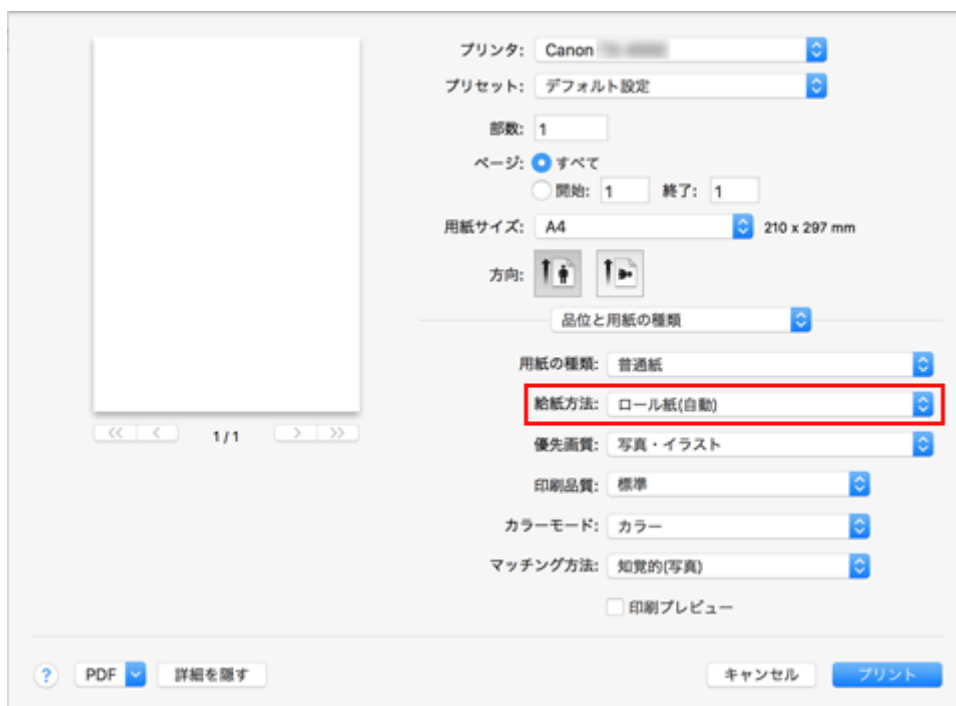 プリンタ: Canon
プリセット: デフォルト設定
部数: 1
ページ: すべて
開始: 1 終了: 1
用紙サイズ: A4 210 x 297 mm
方向:
品位と用紙の種類
用紙の種類: 普通紙
給紙方法: ロール紙(自動)
優先画質: 写真・イラスト
印刷品質: 標準
カラーモード: カラー
マッチング方法: 知覚的(写真)
印刷プレビュー
<< < 1 / 1 > >>
? PDF 詳細を隠す キャンセル プリント